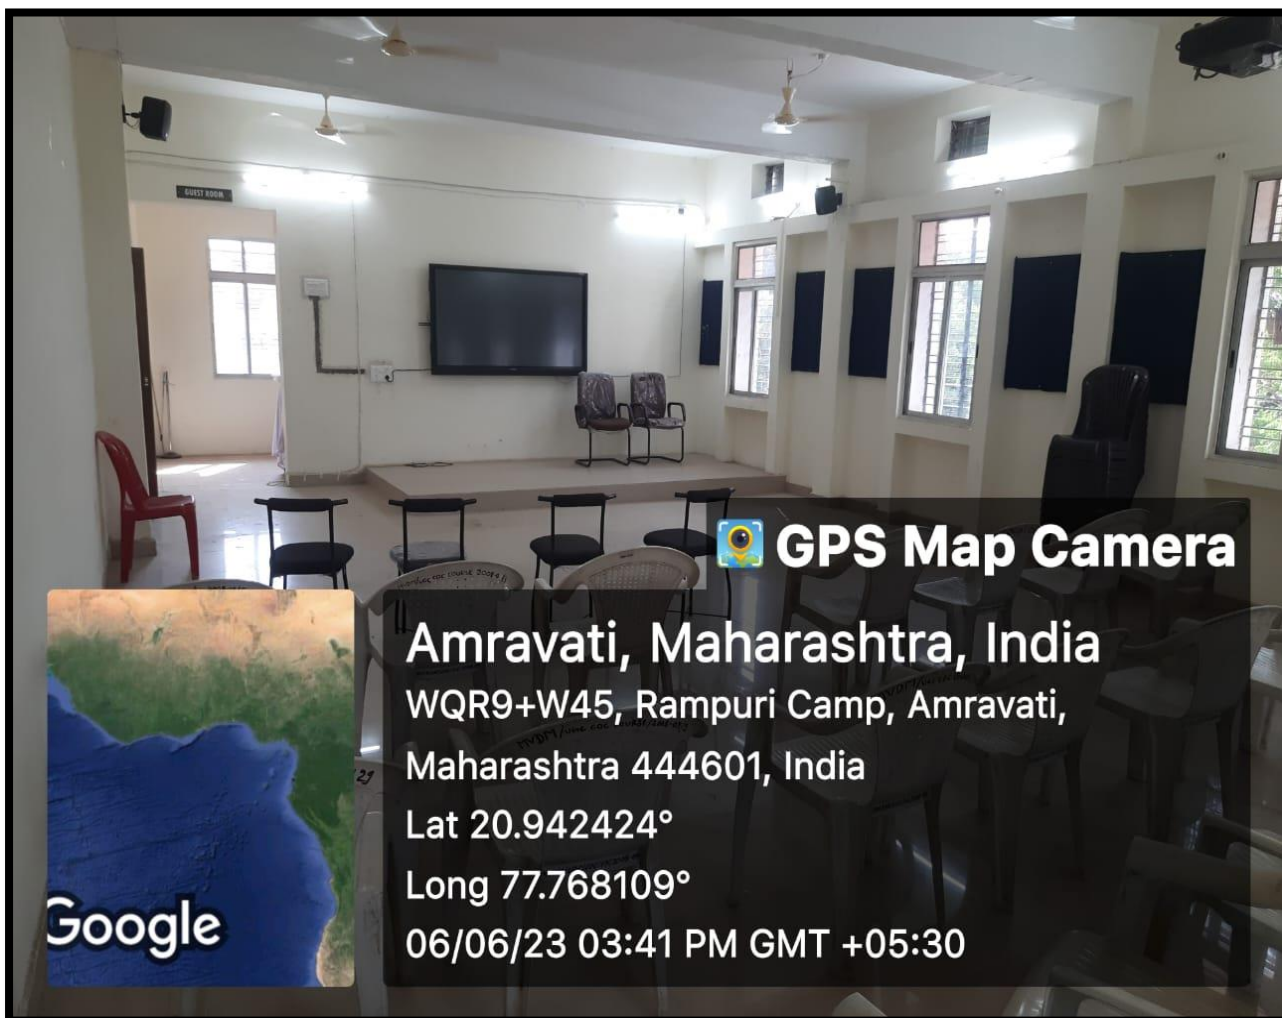 GUEST ROOM
GPS Map Camera
Amravati, Maharashtra, India
WQR9+W45, Rampuri Camp, Amravati,
Maharashtra 444601, India
Lat 20.942424°
Long 77.768109°
06/06/23 03:41 PM GMT +05:30
Google